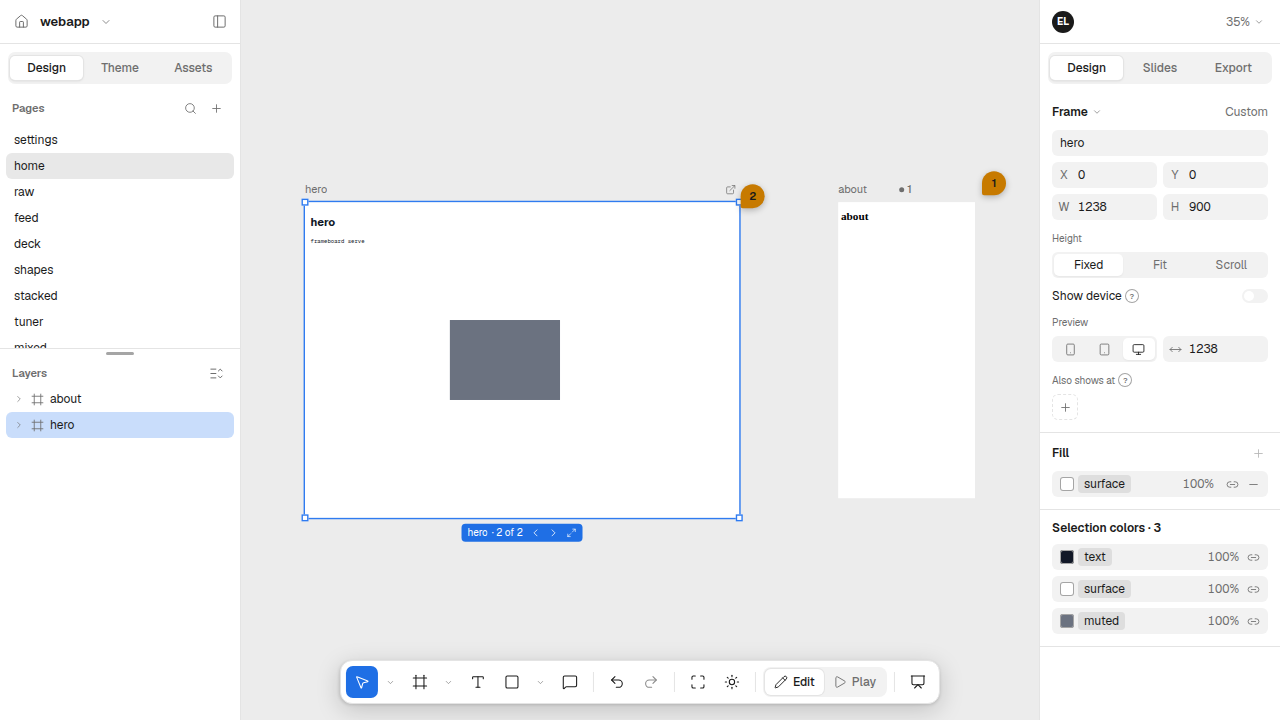 webapp
Design
Theme
Assets
Pages
settings
home
raw
feed
deck
shapes
stacked
tuner
mixed
Layers
about
hero
hero
2
hero
frameboard serve
hero · 2 of 2
about
1
1
about
Edit
Play
EL
35%
Design
Slides
Export
Frame
Custom
hero
X 0
Y 0
W 1238
H 900
Height
Fixed
Fit
Scroll
Show device ?
Preview
1238
Also shows at ?
Fill
surface 100%
Selection colors · 3
text 100%
surface 100%
muted 100%